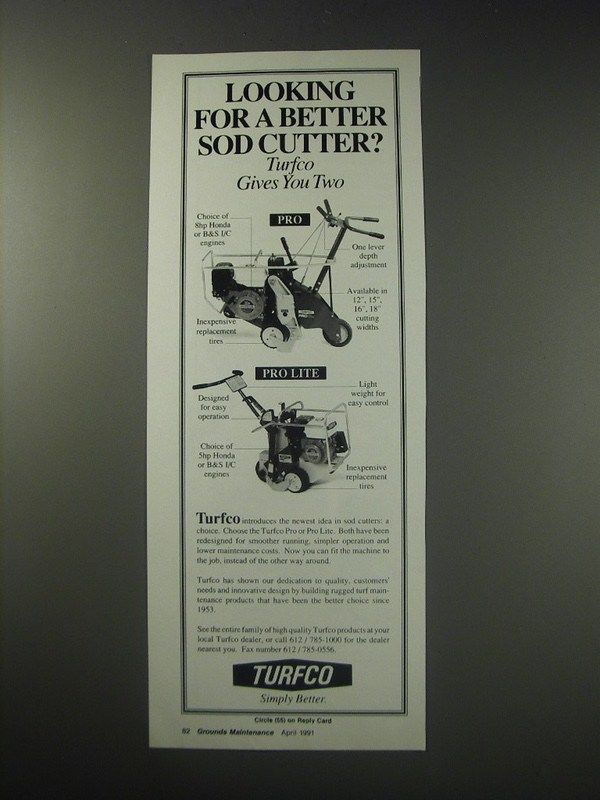 LOOKING
FOR A BETTER
SOD CUTTER?
Turfco
Gives You Two
PRO
Choice of
8hp Honda
or B&S I/C
engines
One lever
depth
adjustment
Available in
12", 15",
16", 18"
cutting
widths
Inexpensive
replacement
tires
PRO LITE
Designed
for easy
operation
Light
weight for
easy control
Choice of
5hp Honda
or B&S I/C
engines
Inexpensive
replacement
tires
Turfco introduces the newest idea in sod cutters: a
choice. Choose the Turfco Pro or Pro Lite. Both have been
redesigned for smoother running, simpler operation and
lower maintenance costs. Now you can fit the machine to
the job, instead of the other way around.
Turfco has shown our dedication to quality, customers'
needs and innovative design by building rugged turf main-
tenance products that have been the better choice since
1953.
See the entire family of high quality Turfco products at your
local Turfco dealer, or call 612 / 785-1000 for the dealer
nearest you. Fax number 612 / 785-0556.
TURFCO
Simply Better.
Circle (55) on Reply Card
82 Grounds Maintenance April 1991